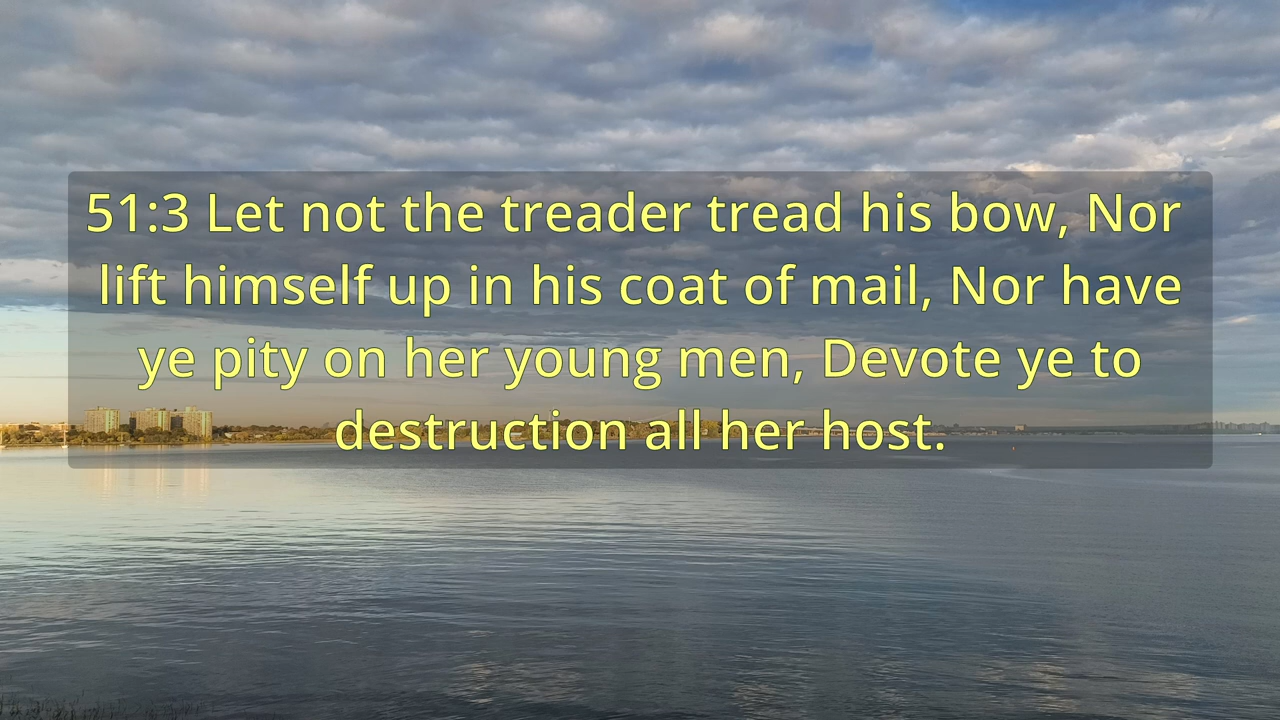 51:3 Let not the treader tread his bow, Nor
lift himself up in his coat of mail, Nor have
ye pity on her young men, Devote ye to
destruction all her host.